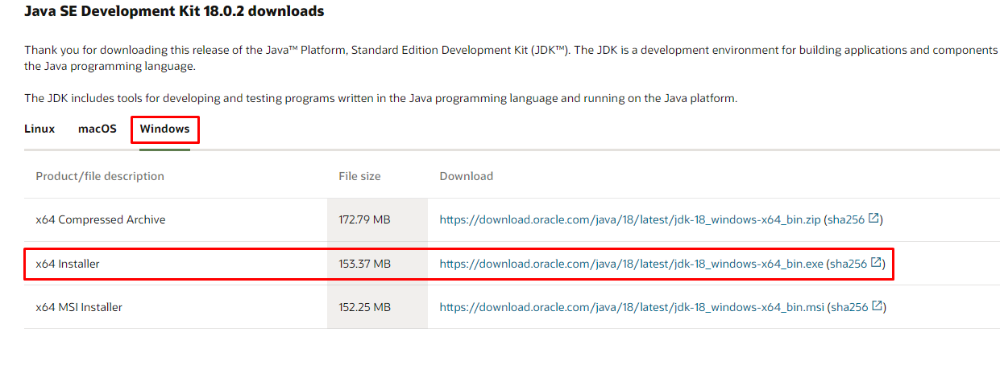 Java SE Development Kit 18.0.2 downloads
Thank you for downloading this release of the Java™ Platform, Standard Edition Development Kit (JDK™). The JDK is a development environment for building applications and components
the Java programming language.
The JDK includes tools for developing and testing programs written in the Java programming language and running on the Java platform.
Linux macOS Windows
Product/file description File size Download
x64 Compressed Archive 172.79 MB https://download.oracle.com/java/18/latest/jdk-18_windows-x64_bin.zip (sha256)
x64 Installer 153.37 MB https://download.oracle.com/java/18/latest/jdk-18_windows-x64_bin.exe (sha256)
x64 MSI Installer 152.25 MB https://download.oracle.com/java/18/latest/jdk-18_windows-x64_bin.msi (sha256)